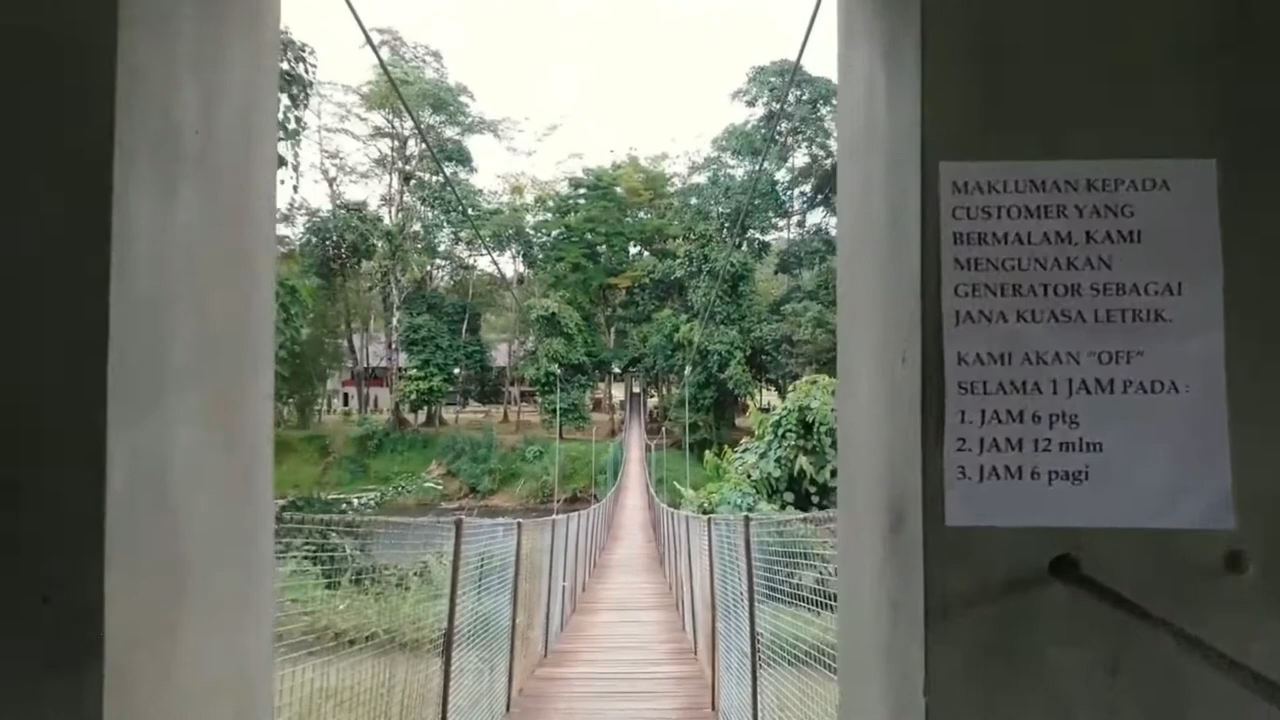 MAKLUMAN KEPADA
CUSTOMER YANG
BERMALAM, KAMI
MENGUNAKAN
GENERATOR SEBAGAI
JANA KUASA LETRIK.
KAMI AKAN "OFF"
SELAMA 1 JAM PADA :
1. JAM 6 ptg
2. JAM 12 mlm
3. JAM 6 pagi